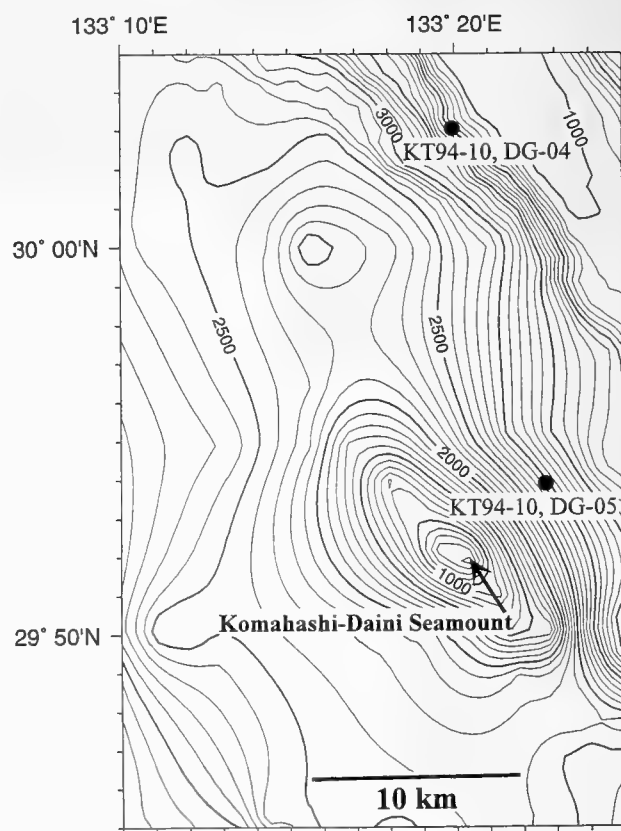 133° 10'E
133° 20'E
3000
1000
KT94-10, DG-04
30° 00'N
2500
2500
2000
KT94-10, DG-05
1000
Komahashi-Daini Seamount
29° 50'N
10 km